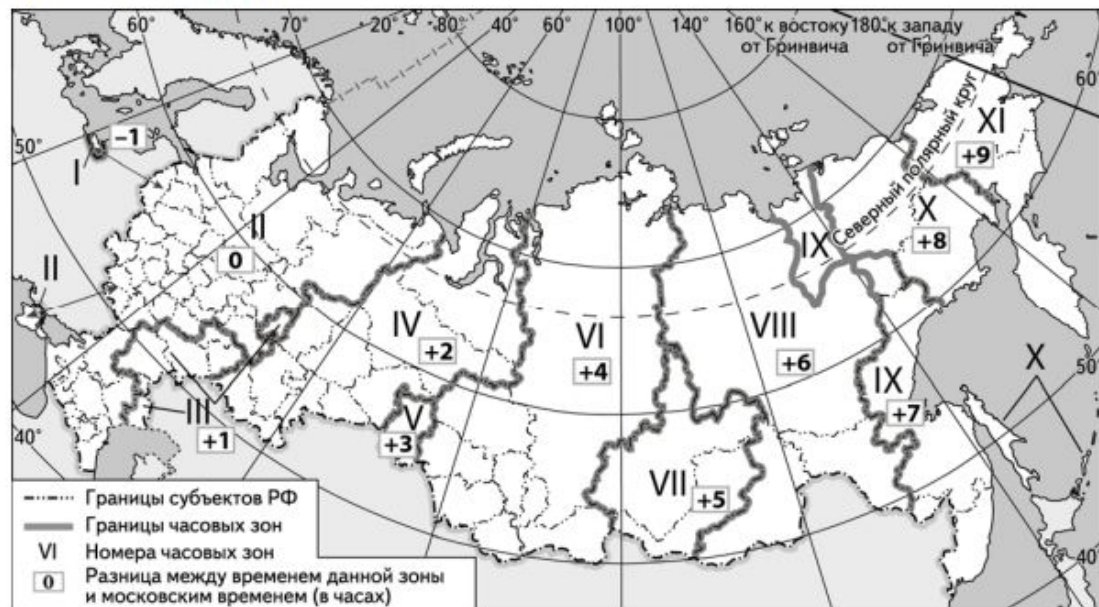 60°
70°
20°
80°
100°
140°
160° к востоку
от Гринвича
180° к западу
от Гринвича
60°
50°
–1
I
Северный полярный круг
XI
+9
X
+8
II
0
II
IX
IV
+2
VI
+4
VIII
+6
IX
+7
X
50°
V
+3
III
+1
40°
VII
+5
40°
Границы субъектов РФ
Границы часовых зон
VI Номера часовых зон
0 Разница между временем данной зоны
и московским временем (в часах)